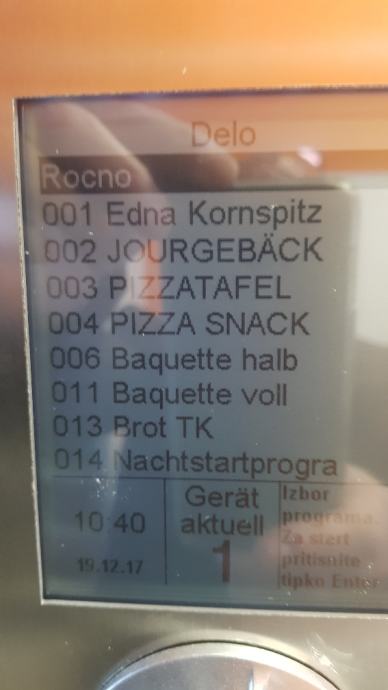 Delo
Rocno
001 Edna Kornspitz
002 JOURGEBÄCK
003 PIZZATAFEL
004 PIZZA SNACK
006 Baquette halb
011 Baquette voll
013 Brot TK
014 Nachtstartprogra
10:40
19.12.17
Gerät
aktuell
1
Izbor
programa.
Za start
pritisnite
tipko Enter